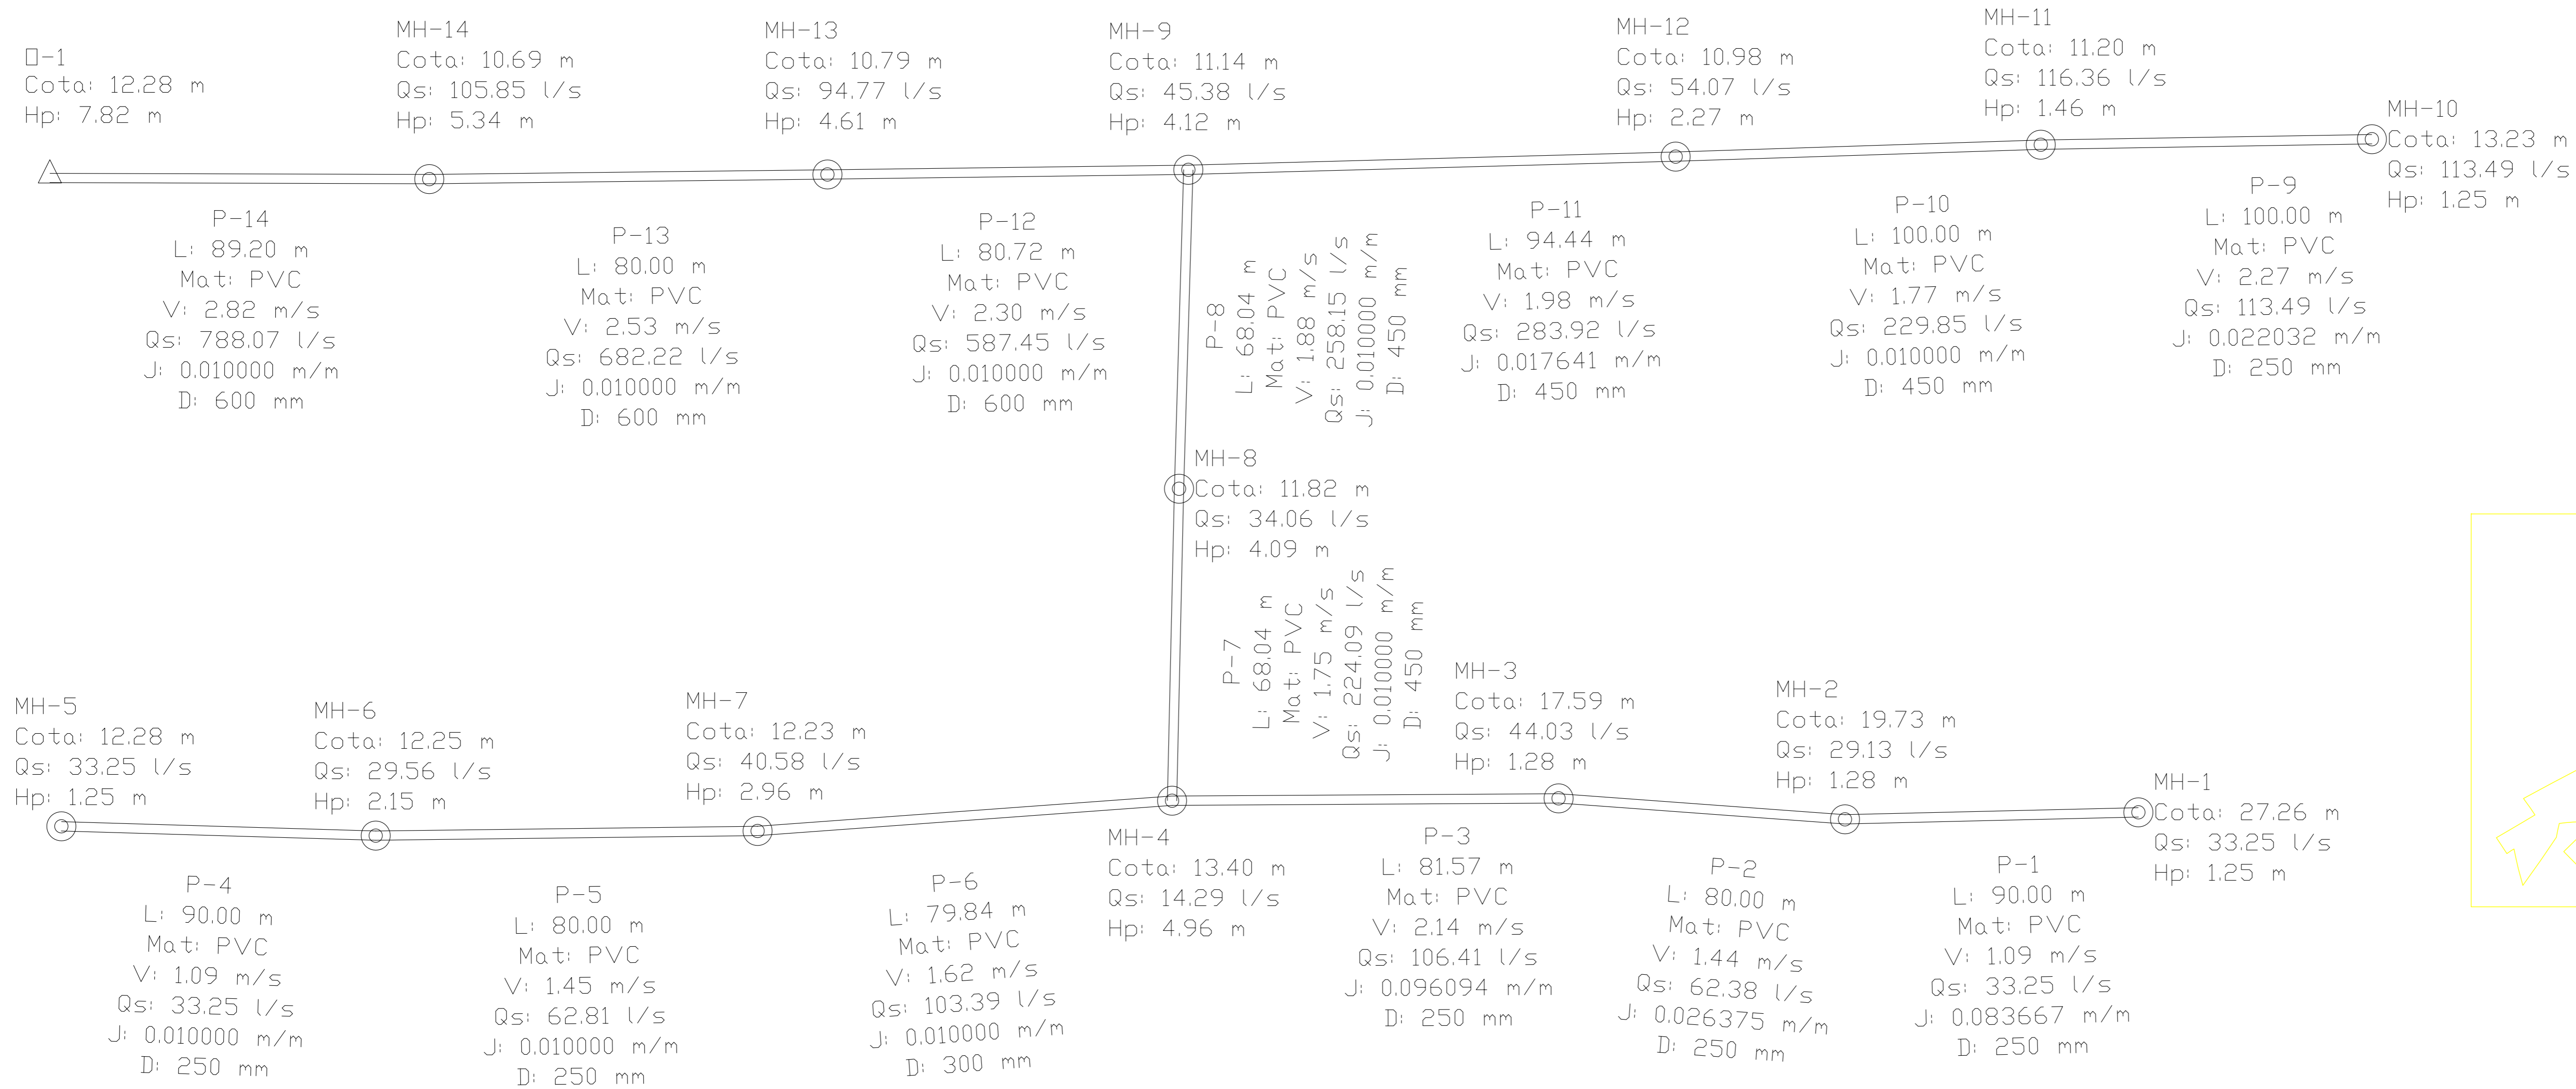 □-1
Cota: 12.28 m
Hp: 7.82 m
MH-14
Cota: 10.69 m
Qs: 105.85 l/s
Hp: 5.34 m
MH-13
Cota: 10.79 m
Qs: 94.77 l/s
Hp: 4.61 m
MH-9
Cota: 11.14 m
Qs: 45.38 l/s
Hp: 4.12 m
MH-12
Cota: 10.98 m
Qs: 54.07 l/s
Hp: 2.27 m
MH-11
Cota: 11.20 m
Qs: 116.36 l/s
Hp: 1.46 m
MH-10
Cota: 13.23 m
Qs: 113.49 l/s
Hp: 1.25 m
P-14
L: 89.20 m
Mat: PVC
V: 2.82 m/s
Qs: 788.07 l/s
J: 0.010000 m/m
D: 600 mm
P-13
L: 80.00 m
Mat: PVC
V: 2.53 m/s
Qs: 682.22 l/s
J: 0.010000 m/m
D: 600 mm
P-12
L: 80.72 m
Mat: PVC
V: 2.30 m/s
Qs: 587.45 l/s
J: 0.010000 m/m
D: 600 mm
P-8
L: 68.04 m
Mat: PVC
V: 1.88 m/s
Qs: 258.15 l/s
J: 0.010000 m/m
D: 450 mm
P-11
L: 94.44 m
Mat: PVC
V: 1.98 m/s
Qs: 283.92 l/s
J: 0.017641 m/m
D: 450 mm
P-10
L: 100.00 m
Mat: PVC
V: 1.77 m/s
Qs: 229.85 l/s
J: 0.010000 m/m
D: 450 mm
P-9
L: 100.00 m
Mat: PVC
V: 2.27 m/s
Qs: 113.49 l/s
J: 0.022032 m/m
D: 250 mm
MH-8
Cota: 11.82 m
Qs: 34.06 l/s
Hp: 4.09 m
P-7
L: 68.04 m
Mat: PVC
V: 1.75 m/s
Qs: 224.09 l/s
J: 0.010000 m/m
D: 450 mm
MH-5
Cota: 12.28 m
Qs: 33.25 l/s
Hp: 1.25 m
MH-6
Cota: 12.25 m
Qs: 29.56 l/s
Hp: 2.15 m
MH-7
Cota: 12.23 m
Qs: 40.58 l/s
Hp: 2.96 m
MH-4
Cota: 13.40 m
Qs: 14.29 l/s
Hp: 4.96 m
MH-3
Cota: 17.59 m
Qs: 44.03 l/s
Hp: 1.28 m
MH-2
Cota: 19.73 m
Qs: 29.13 l/s
Hp: 1.28 m
MH-1
Cota: 27.26 m
Qs: 33.25 l/s
Hp: 1.25 m
P-4
L: 90.00 m
Mat: PVC
V: 1.09 m/s
Qs: 33.25 l/s
J: 0.010000 m/m
D: 250 mm
P-5
L: 80.00 m
Mat: PVC
V: 1.45 m/s
Qs: 62.81 l/s
J: 0.010000 m/m
D: 250 mm
P-6
L: 79.84 m
Mat: PVC
V: 1.62 m/s
Qs: 103.39 l/s
J: 0.010000 m/m
D: 300 mm
P-3
L: 81.57 m
Mat: PVC
V: 2.14 m/s
Qs: 106.41 l/s
J: 0.096094 m/m
D: 250 mm
P-2
L: 80.00 m
Mat: PVC
V: 1.44 m/s
Qs: 62.38 l/s
J: 0.026375 m/m
D: 250 mm
P-1
L: 90.00 m
Mat: PVC
V: 1.09 m/s
Qs: 33.25 l/s
J: 0.083667 m/m
D: 250 mm